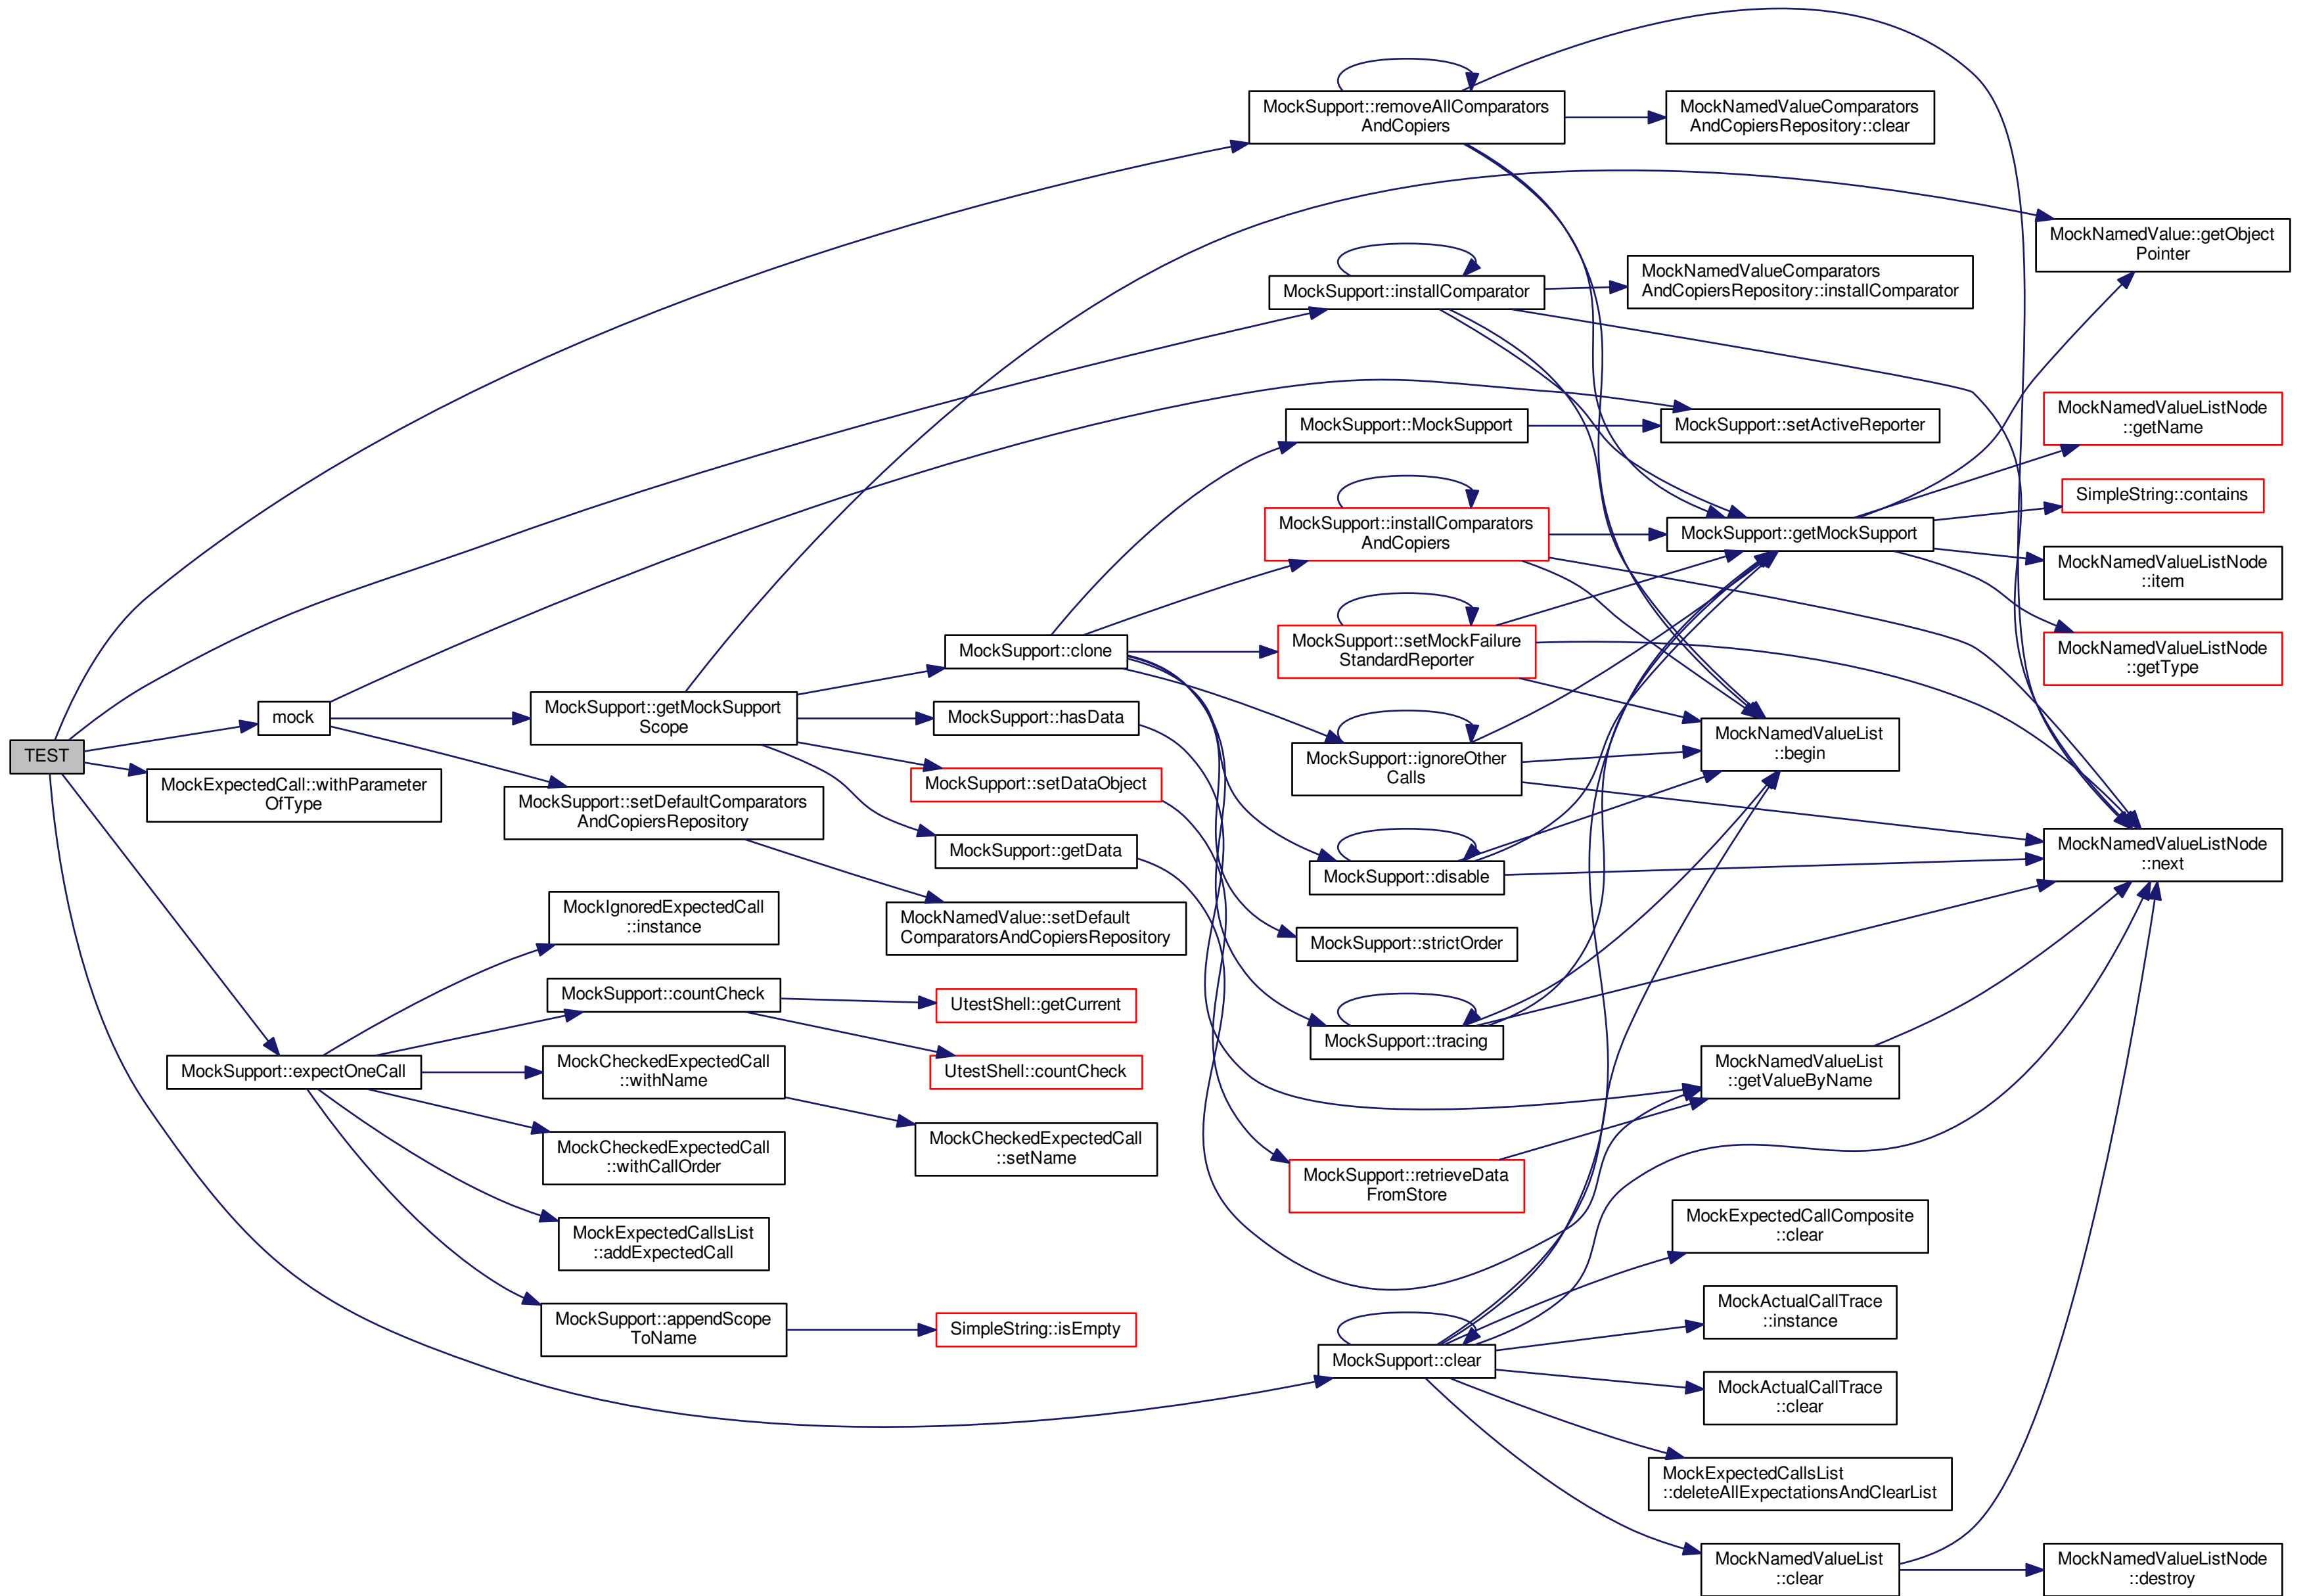 MockSupport::removeAllComparators
AndCopiers
MockNamedValueComparators
AndCopiersRepository::clear
MockNamedValue::getObject
Pointer
MockSupport::installComparator
MockNamedValueComparators
AndCopiersRepository::installComparator
MockSupport::MockSupport
MockSupport::setActiveReporter
MockNamedValueListNode
::getName
SimpleString::contains
MockSupport::installComparators
AndCopiers
MockSupport::getMockSupport
MockNamedValueListNode
::item
MockSupport::clone
MockSupport::setMockFailure
StandardReporter
MockNamedValueListNode
::getType
mock
MockSupport::getMockSupport
Scope
MockSupport::hasData
MockNamedValueList
::begin
TEST
MockExpectedCall::withParameter
OfType
MockSupport::setDataObject
MockSupport::ignoreOther
Calls
MockSupport::setDefaultComparators
AndCopiersRepository
MockSupport::getData
MockSupport::disable
MockNamedValueListNode
::next
MockIgnoredExpectedCall
::instance
MockNamedValue::setDefault
ComparatorsAndCopiersRepository
MockSupport::strictOrder
MockSupport::countCheck
UtestShell::getCurrent
MockSupport::tracing
MockSupport::expectOneCall
MockCheckedExpectedCall
::withName
UtestShell::countCheck
MockNamedValueList
::getValueByName
MockCheckedExpectedCall
::withCallOrder
MockCheckedExpectedCall
::setName
MockSupport::retrieveData
FromStore
MockExpectedCallsList
::addExpectedCall
MockExpectedCallComposite
::clear
MockSupport::appendScope
ToName
SimpleString::isEmpty
MockActualCallTrace
::instance
MockSupport::clear
MockActualCallTrace
::clear
MockExpectedCallsList
::deleteAllExpectationsAndClearList
MockNamedValueList
::clear
MockNamedValueListNode
::destroy